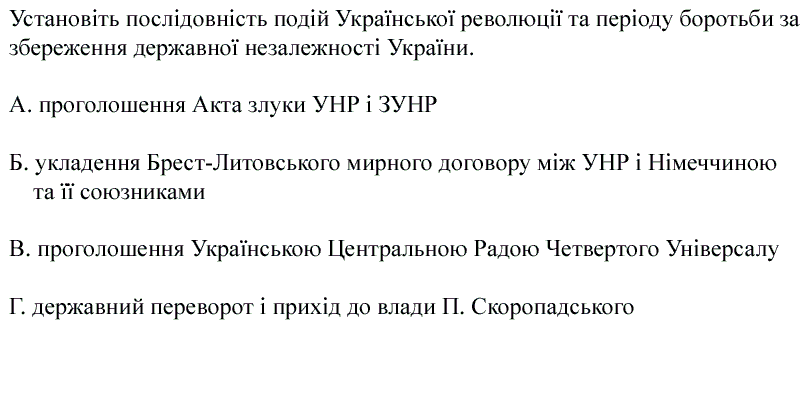 Установіть послідовність подій Української революції та періоду боротьби за
збереження державної незалежності України.
А. проголошення Акта злуки УНР і ЗУНР
Б. укладення Брест-Литовського мирного договору між УНР і Німеччиною
та її союзниками
В. проголошення Українською Центральною Радою Четвертого Універсалу
Г. державний переворот і прихід до влади П. Скоропадського